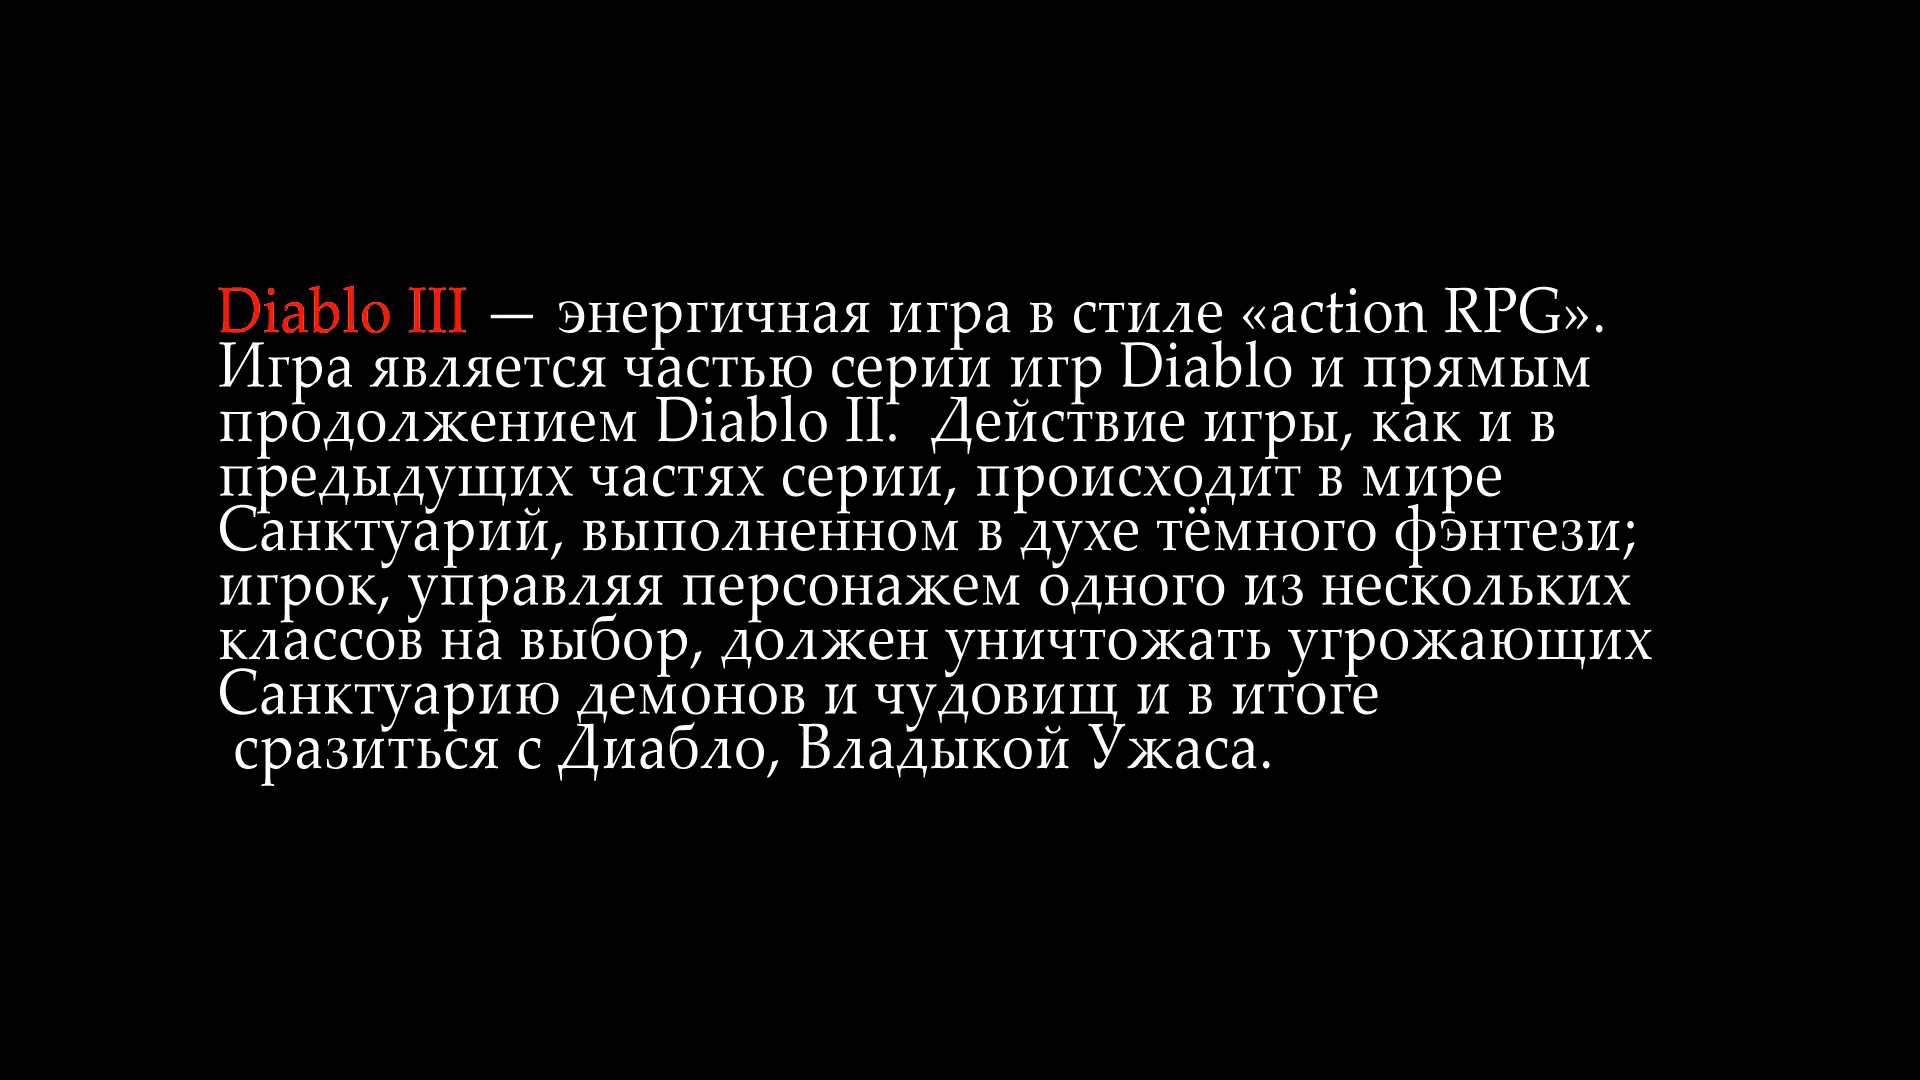 Diablo III — энергичная игра в стиле «action RPG».
Игра является частью серии игр Diablo и прямым
продолжением Diablo II. Действие игры, как и в
предыдущих частях серии, происходит в мире
Санктуарий, выполненном в духе тёмного фэнтези;
игрок, управляя персонажем одного из нескольких
классов на выбор, должен уничтожать угрожающих
Санктуарию демонов и чудовищ и в итоге
сразиться с Диабло, Владыкой Ужаса.